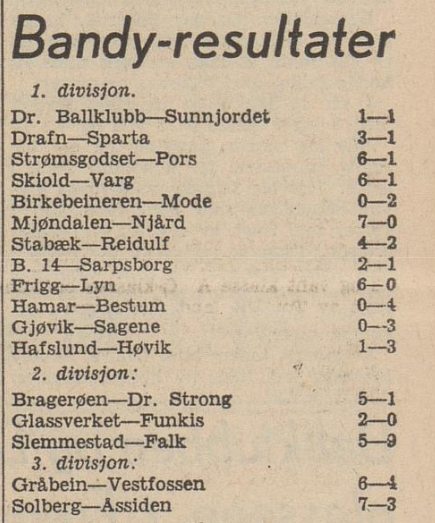 Bandy-resultater
1. divisjon.
Dr. Ballklubb—Sunnjordet 1—1
Drafn—Sparta 3—1
Strømsgodset—Pors 6—1
Skiold—Varg 6—1
Birkebeineren—Mode 0—2
Mjøndalen—Njård 7—0
Stabæk—Reidulf 4—2
B. 14—Sarpsborg 2—1
Frigg—Lyn 6—0
Hamar—Bestum 0—4
Gjøvik—Sagene 0—3
Hafslund—Høvik 1—3
2. divisjon:
Bragerøen—Dr. Strong 5—1
Glassverket—Funkis 2—0
Slemmestad—Falk 5—9
3. divisjon:
Gråbein—Vestfossen 6—4
Solberg—Åssiden 7—3